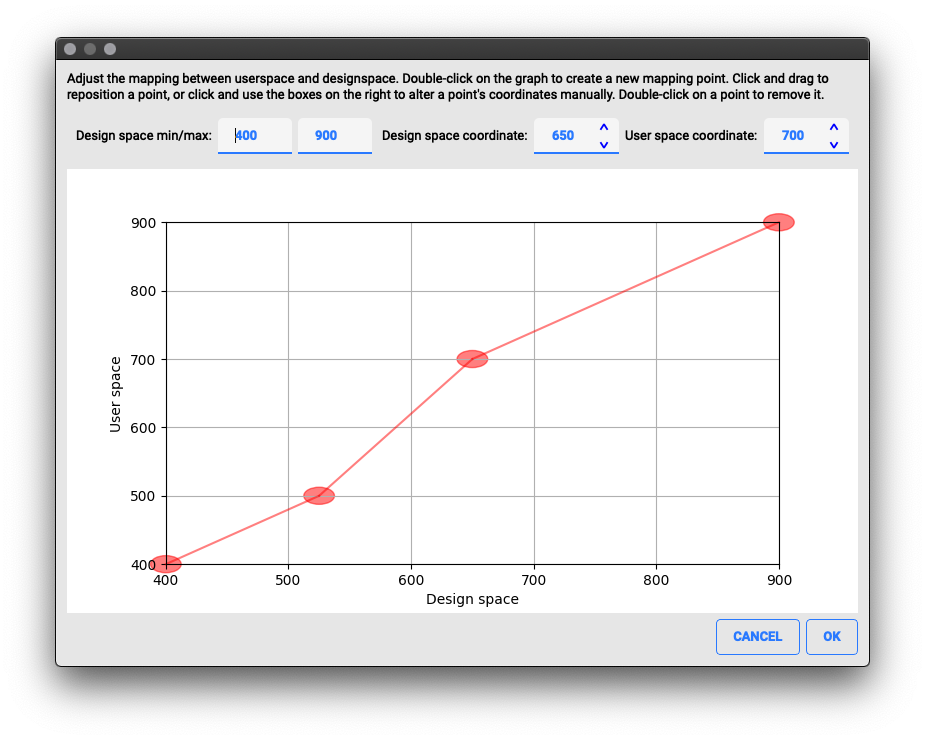 Adjust the mapping between userspace and designspace. Double-click on the graph to create a new mapping point. Click and drag to
reposition a point, or click and use the boxes on the right to alter a point's coordinates manually. Double-click on a point to remove it.
Design space min/max: 400 900 Design space coordinate: 650 User space coordinate: 700
900
800
700
600
500
400
User space
400 500 600 700 800 900
Design space
CANCEL OK